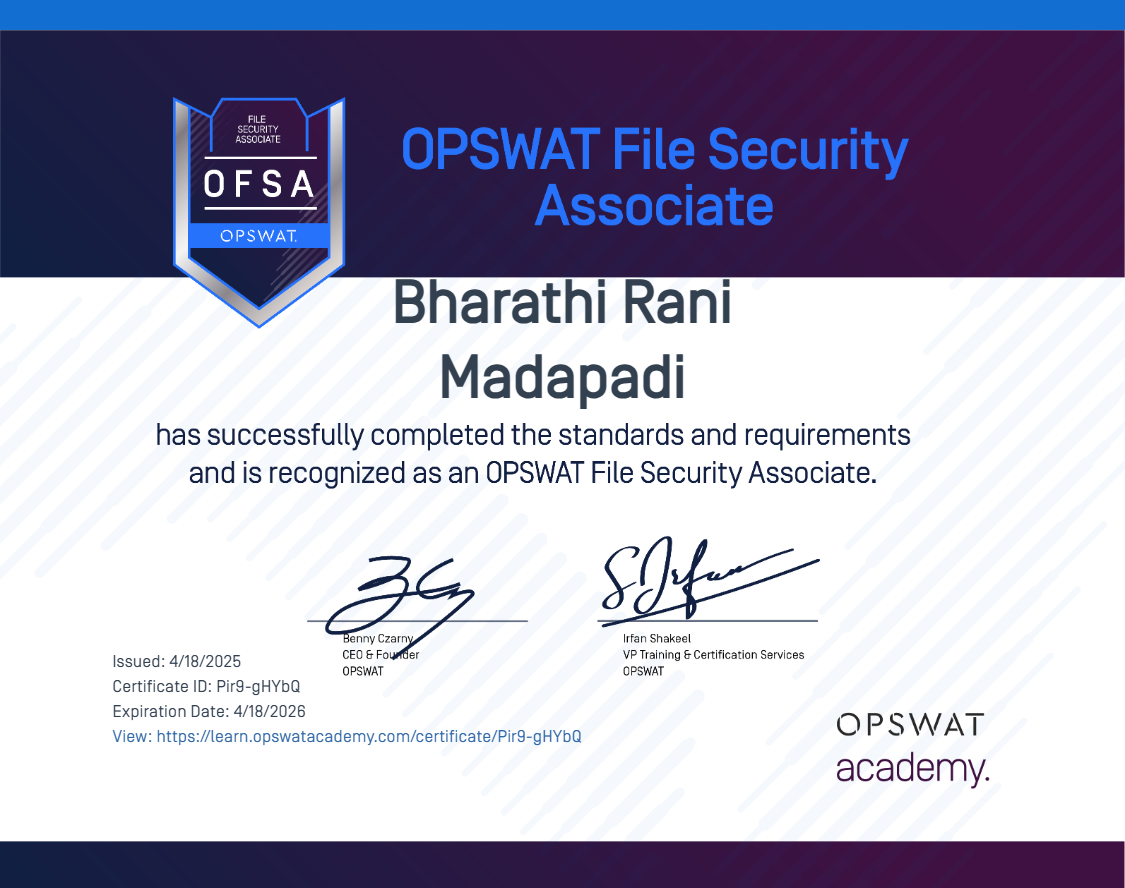 FILE
SECURITY
ASSOCIATE
OFSA
OPSWAT.
OPSWAT File Security
Associate
Bharathi Rani
Madapadi
has successfully completed the standards and requirements
and is recognized as an OPSWAT File Security Associate.
Benny Czarny
CEO & Founder
OPSWAT
Irfan Shakeel
VP Training & Certification Services
OPSWAT
Issued: 4/18/2025
Certificate ID: Pir9-gHYbQ
Expiration Date: 4/18/2026
View: https://learn.opswatacademy.com/certificate/Pir9-gHYbQ
OPSWAT
academy.